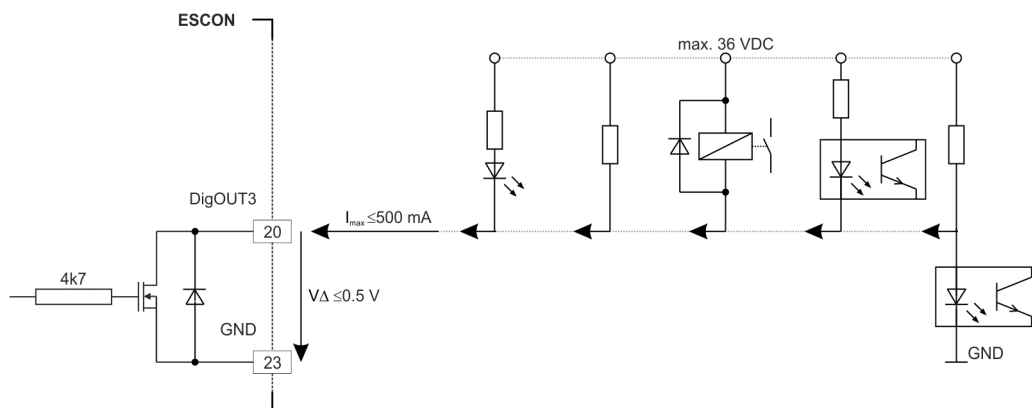 ESCON
max. 36 VDC
DigOUT3
20
Imax ≤500 mA
4k7
VΔ ≤0.5 V
GND
23
GND